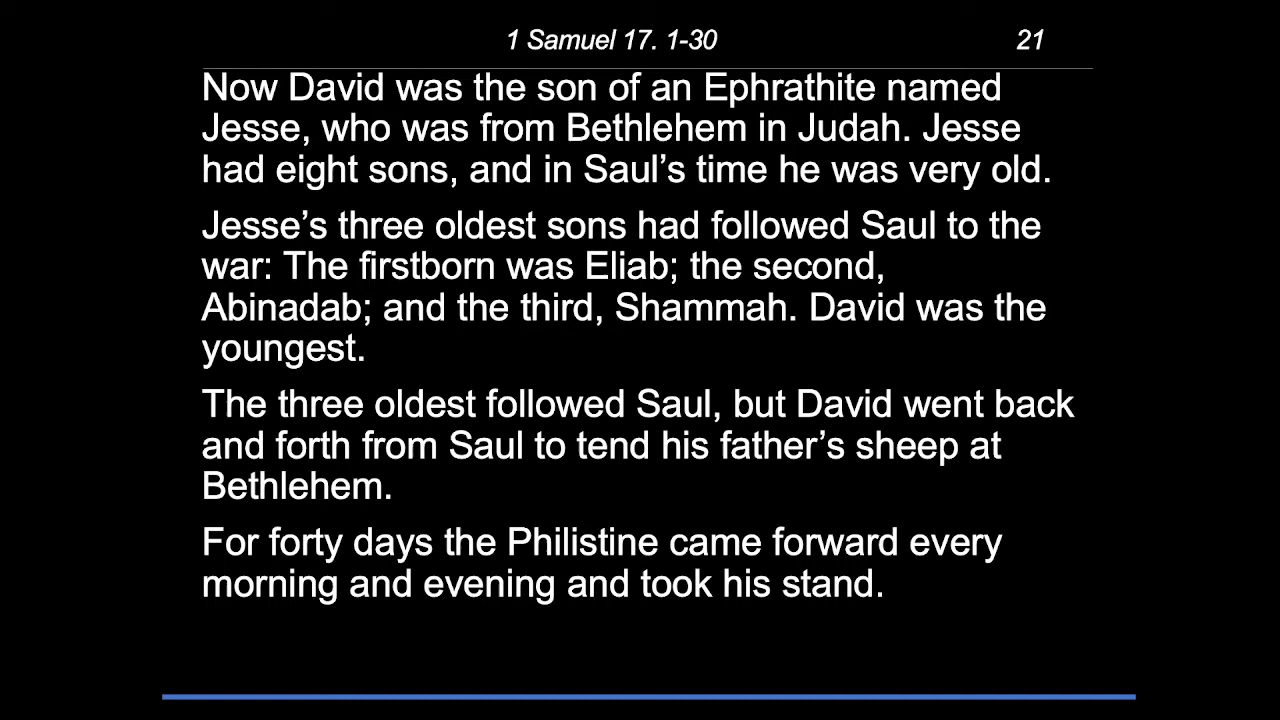 1 Samuel 17. 1-30 21
Now David was the son of an Ephrathite named
Jesse, who was from Bethlehem in Judah. Jesse
had eight sons, and in Saul’s time he was very old.
Jesse’s three oldest sons had followed Saul to the
war: The firstborn was Eliab; the second,
Abinadab; and the third, Shammah. David was the
youngest.
The three oldest followed Saul, but David went back
and forth from Saul to tend his father’s sheep at
Bethlehem.
For forty days the Philistine came forward every
morning and evening and took his stand.